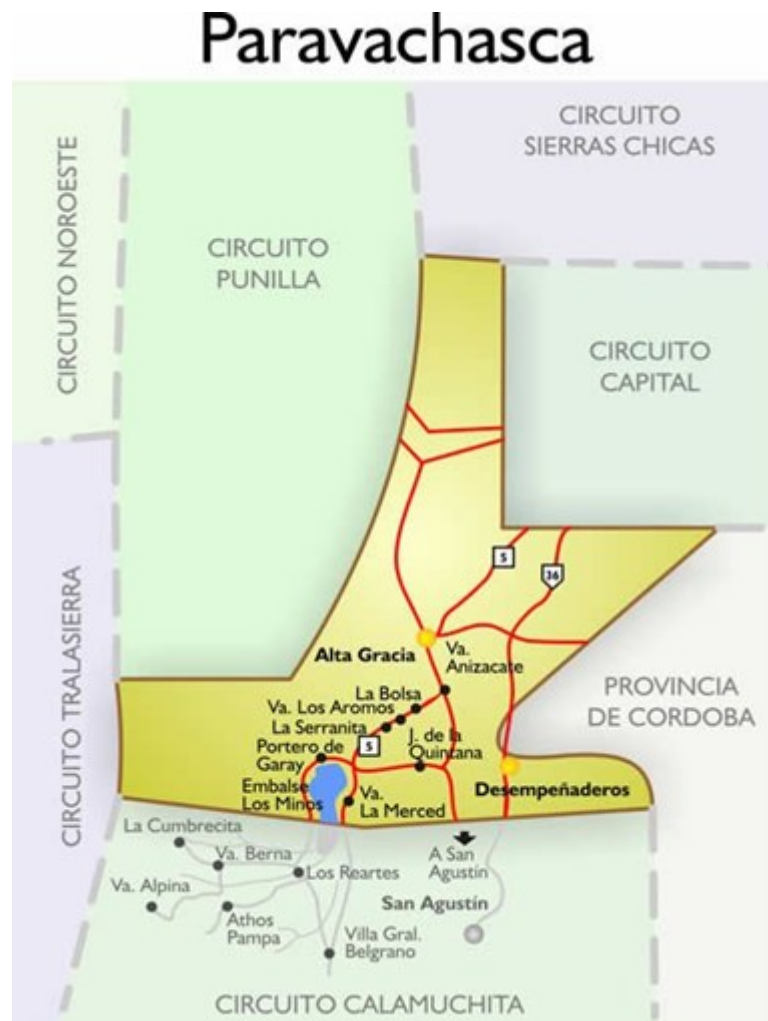 Paravachasca
CIRCUITO
SIERRAS CHICAS
CIRCUITO NOROESTE
CIRCUITO
PUNILLA
CIRCUITO
CAPITAL
5
36
Alta Gracia
Va.
Anizacate
CIRCUITO TRALASIERRA
La Bolsa
Va. Los Aromos
La Serranita
5
J. de la
Quintana
Portero de
Garay
PROVINCIA
DE CORDOBA
Embalse
Los Minos
Va.
La Merced
Desempeñaderos
La Cumbrecita
Va. Berna
Los Reartes
A San
Agustin
Va. Alpina
Athos
Pampa
San Agustín
Villa Gral.
Belgrano
CIRCUITO CALAMUCHITA